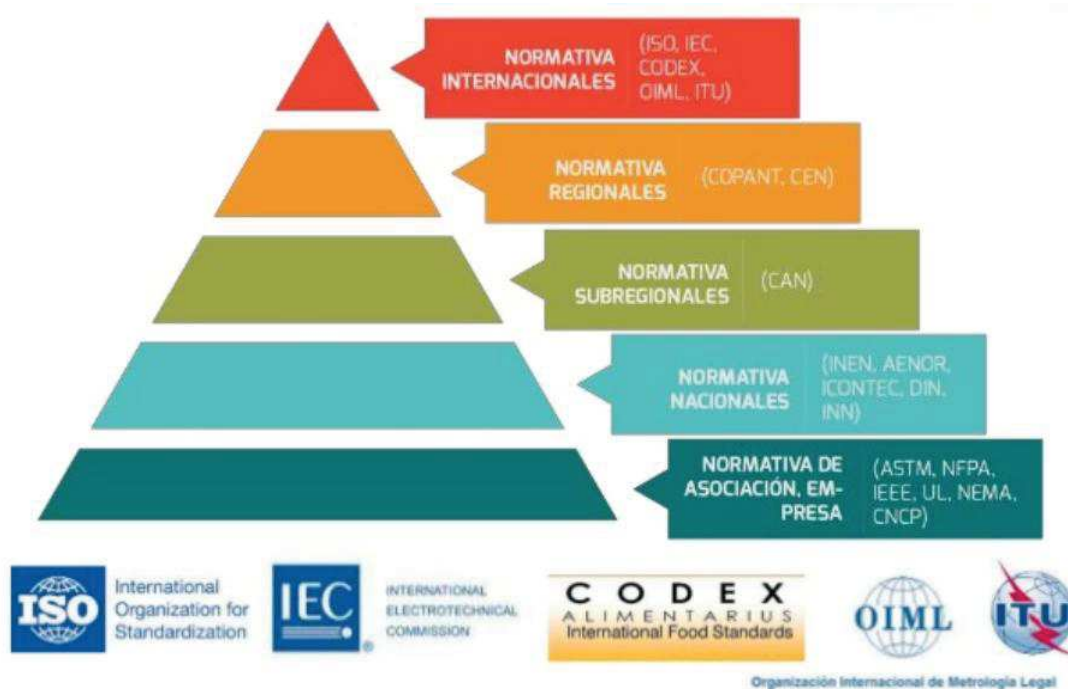 NORMATIVA
INTERNACIONALES
(ISO, IEC,
CODEX,
OIML, ITU)
NORMATIVA
REGIONALES
(COPANT, CEN)
NORMATIVA
SUBREGIONALES
(CAN)
NORMATIVA
NACIONALES
(INEN, AENOR,
ICONTEC, DIN,
INN)
NORMATIVA DE
ASOCIACIÓN, EM-
PRESA
(ASTM, NFPA,
IEEE, UL, NEMA,
CNCP)
ISO
International
Organization for
Standardization
IEC
®
INTERNATIONAL
ELECTROTECHNICAL
COMMISSION
CODEX
ALIMENTARIUS
International Food Standards
OIML
ITU
Organización Internacional de Metrología Legal